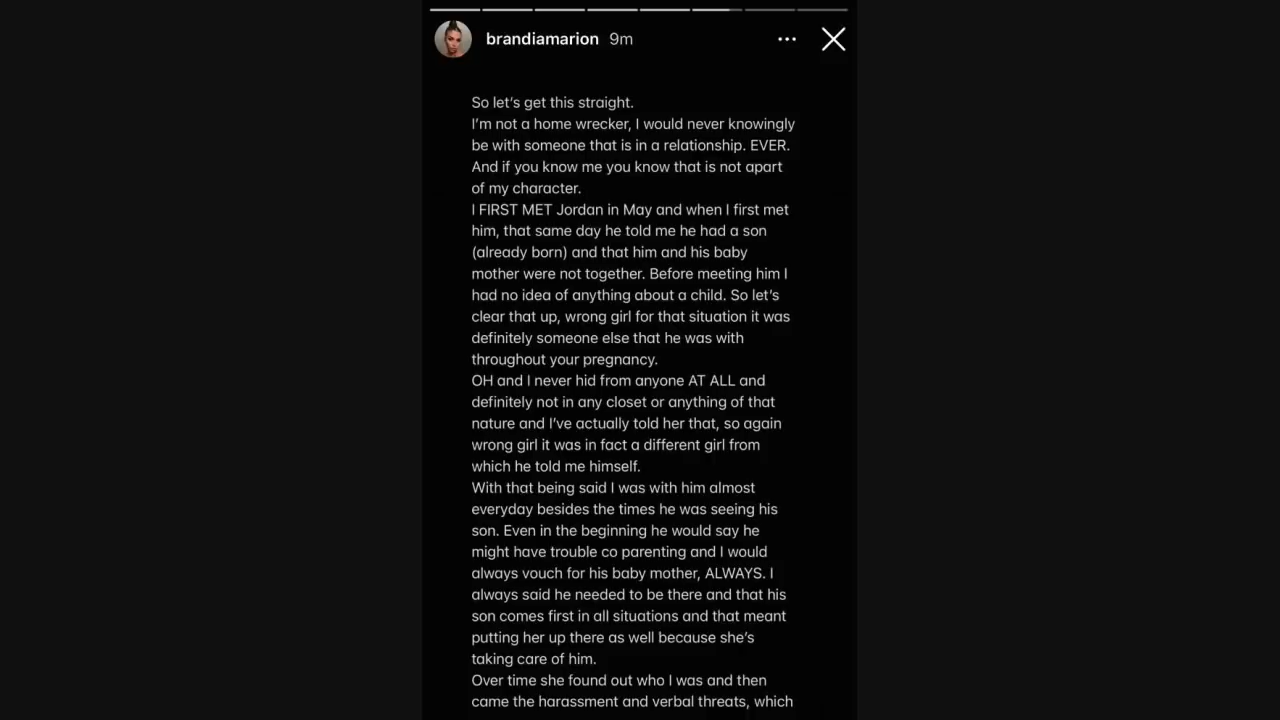 brandiamarion 9m
So let's get this straight.
I'm not a home wrecker, I would never knowingly
be with someone that is in a relationship. EVER.
And if you know me you know that is not apart
of my character.
I FIRST MET Jordan in May and when I first met
him, that same day he told me he had a son
(already born) and that him and his baby
mother were not together. Before meeting him I
had no idea of anything about a child. So let's
clear that up, wrong girl for that situation it was
definitely someone else that he was with
throughout your pregnancy.
OH and I never hid from anyone AT ALL and
definitely not in any closet or anything of that
nature and I've actually told her that, so again
wrong girl it was in fact a different girl from
which he told me himself.
With that being said I was with him almost
everyday besides the times he was seeing his
son. Even in the beginning he would say he
might have trouble co parenting and I would
always vouch for his baby mother, ALWAYS. I
always said he needed to be there and that his
son comes first in all situations and that meant
putting her up there as well because she's
taking care of him.
Over time she found out who I was and then
came the harassment and verbal threats, which